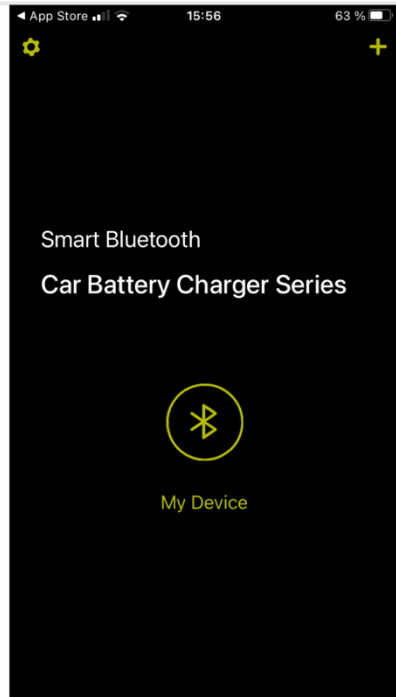 App Store
15:56
63 %
Smart Bluetooth
Car Battery Charger Series
My Device